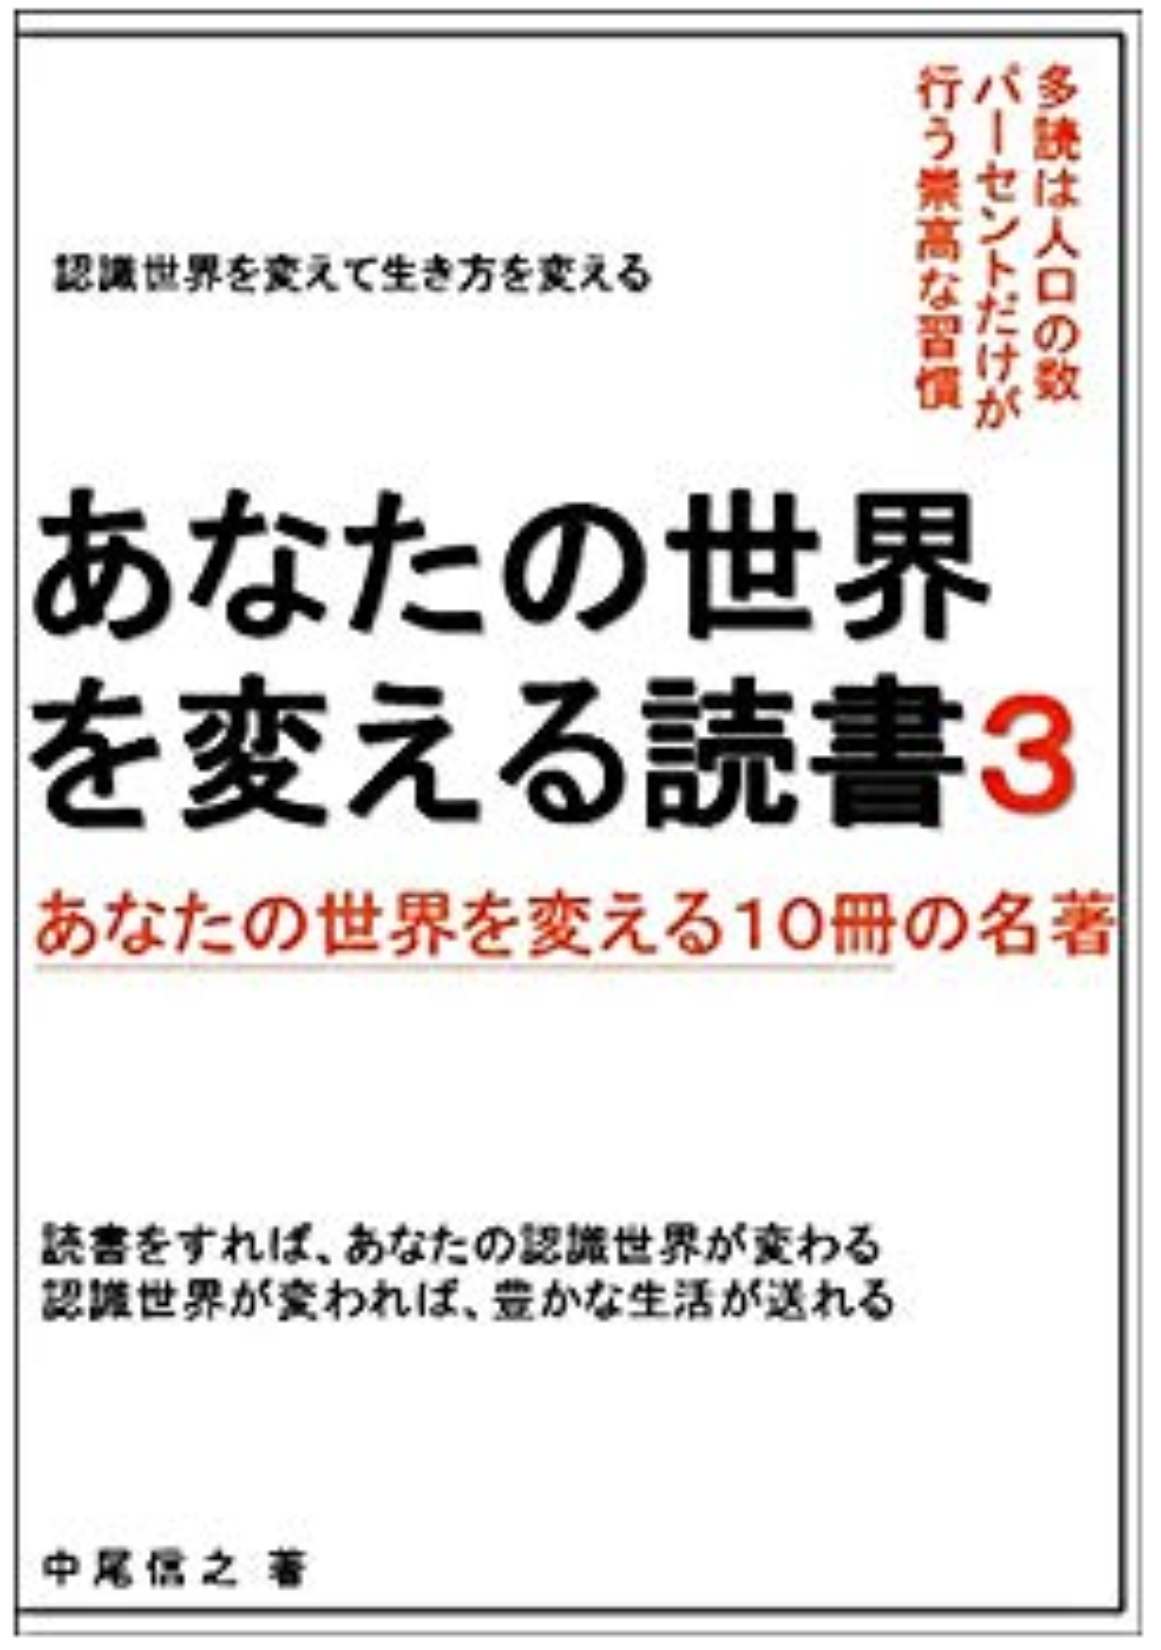 多読は人口の数
パーセントだけが
行う崇高な習慣
認識世界を変えて生き方を変える
あなたの世界
を変える読書3
あなたの世界を変える10冊の名著
読書をすれば、あなたの認識世界が変わる
認識世界が変われば、豊かな生活が送れる
中尾信之 著